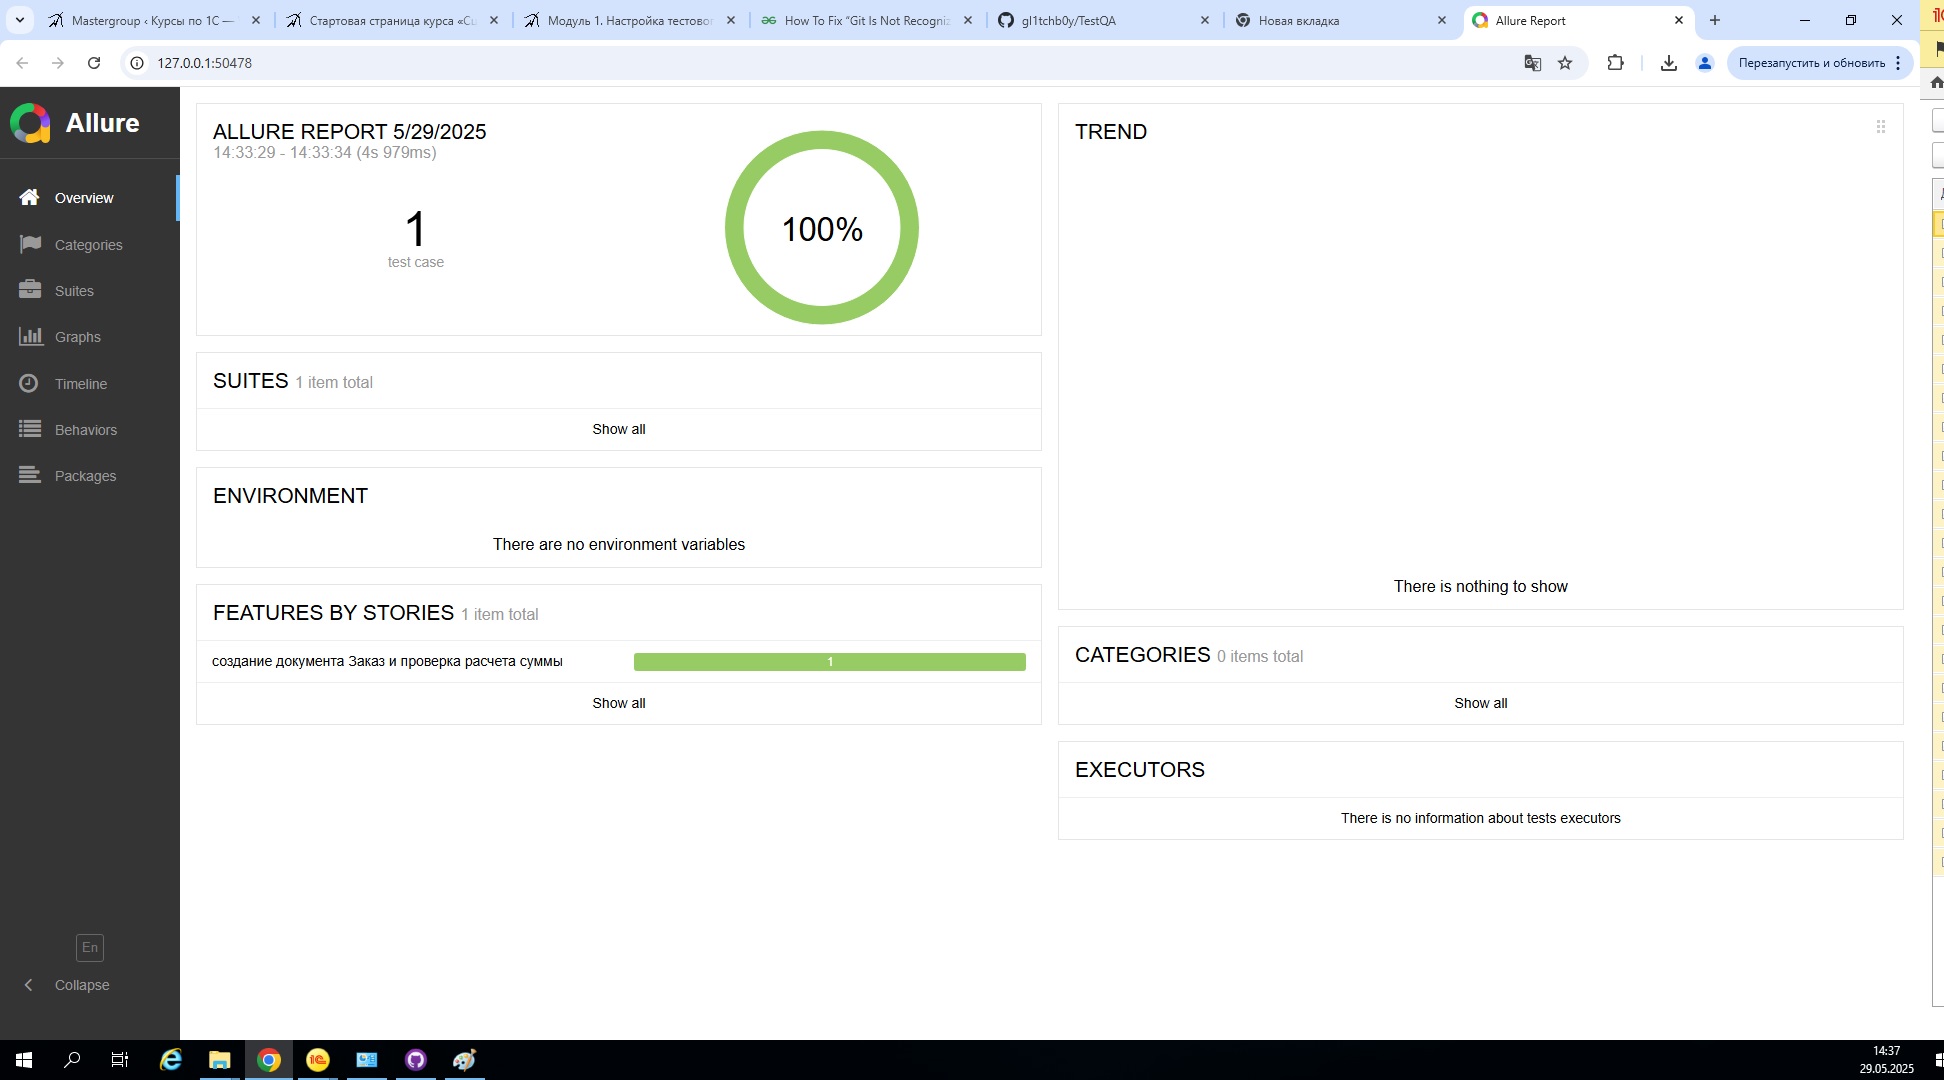 Mastergroup ‹ Курсы по 1С —
Стартовая страница курса «Cu
Модуль 1. Настройка тестовог
How To Fix “Git Is Not Recogniz
gl1tchb0y/TestQA
Новая вкладка
Allure Report
127.0.0.1:50478
Перезапустить и обновить
Allure
Overview
Categories
Suites
Graphs
Timeline
Behaviors
Packages
En
Collapse
ALLURE REPORT 5/29/2025
14:33:29 - 14:33:34 (4s 979ms)
1
test case
100%
SUITES 1 item total
Show all
ENVIRONMENT
There are no environment variables
FEATURES BY STORIES 1 item total
создание документа Заказ и проверка расчета суммы
1
Show all
TREND
There is nothing to show
CATEGORIES 0 items total
Show all
EXECUTORS
There is no information about tests executors
14:37
29.05.2025